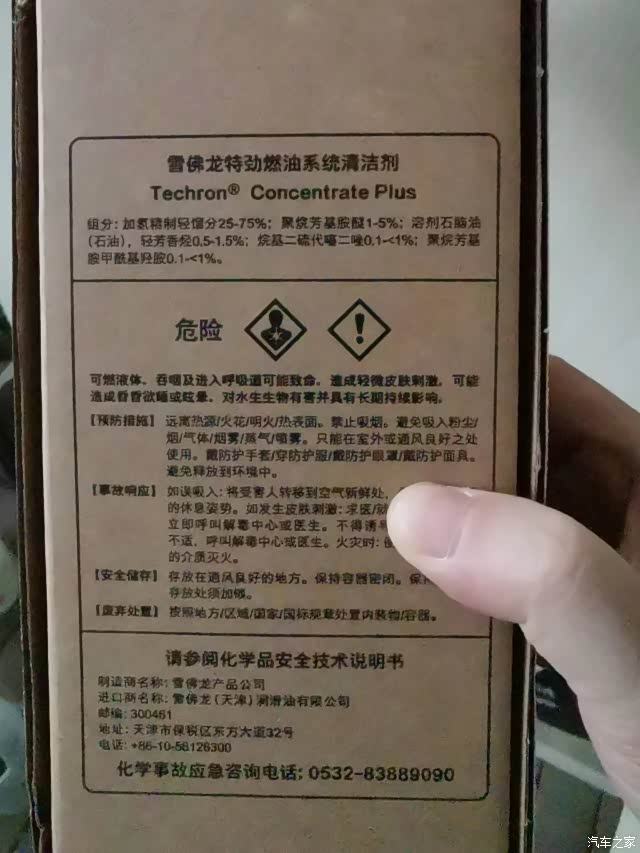 雪佛龙特劲燃油系统清洁剂
Techron® Concentrate Plus
组分: 加氢精制轻馏分25-75%; 聚烷芳基胺醚1-5%; 溶剂石脑油
(石油), 轻芳香烃0.5-1.5%; 烷基二硫代噻二唑0.1-<1%; 聚烷芳基
胺甲酰基羟胺0.1-<1%。
危险
可燃液体。吞咽及进入呼吸道可能致命。造成轻微皮肤刺激。可能
造成昏昏欲睡或眩晕。对水生生物有害并具有长期持续影响。
【预防措施】 远离热源/火花/明火/热表面。禁止吸烟。避免吸入粉尘/
烟/气体/烟雾/蒸气/喷雾。只能在室外或通风良好之处
使用。戴防护手套/穿防护服/戴防护眼罩/戴防护面具。
避免释放到环境中。
【事故响应】 如误吸入: 将受害人转移到空气新鲜处,
的休息姿势。如发生皮肤刺激: 求医/
立即呼叫解毒中心或医生。不得诱
不适, 呼叫解毒中心或医生。火灾时:
的介质灭火。
【安全储存】 存放在通风良好的地方。保持容器密闭。
存放处须加锁。
【废弃处置】 按照地方/区域/国家/国际规章处置内装物/容器。
请参阅化学品安全技术说明书
制造商名称: 雪佛龙产品公司
进口商名称: 雪佛龙 (天津) 润滑油有限公司
邮编: 300461
地址: 天津市保税区东方大道32号
电话: +86-10-58126300
化学事故应急咨询电话: 0532-83889090
汽车之家